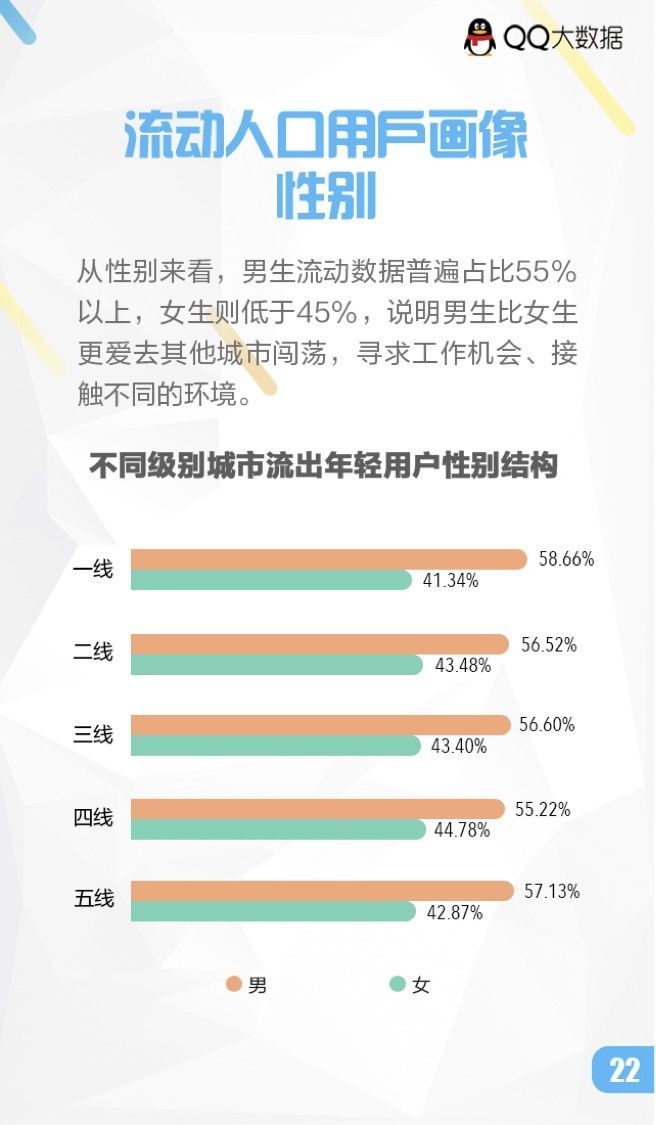 QQ大数据
流动人口用户画像
性别
从性别来看，男生流动数据普遍占比55%
以上，女生则低于45%，说明男生比女生
更爱去其他城市闯荡，寻求工作机会、接
触不同的环境。
不同级别城市流出年轻用户性别结构
一线
58.66%
41.34%
二线
56.52%
43.48%
三线
56.60%
43.40%
四线
55.22%
44.78%
五线
57.13%
42.87%
男
女
22